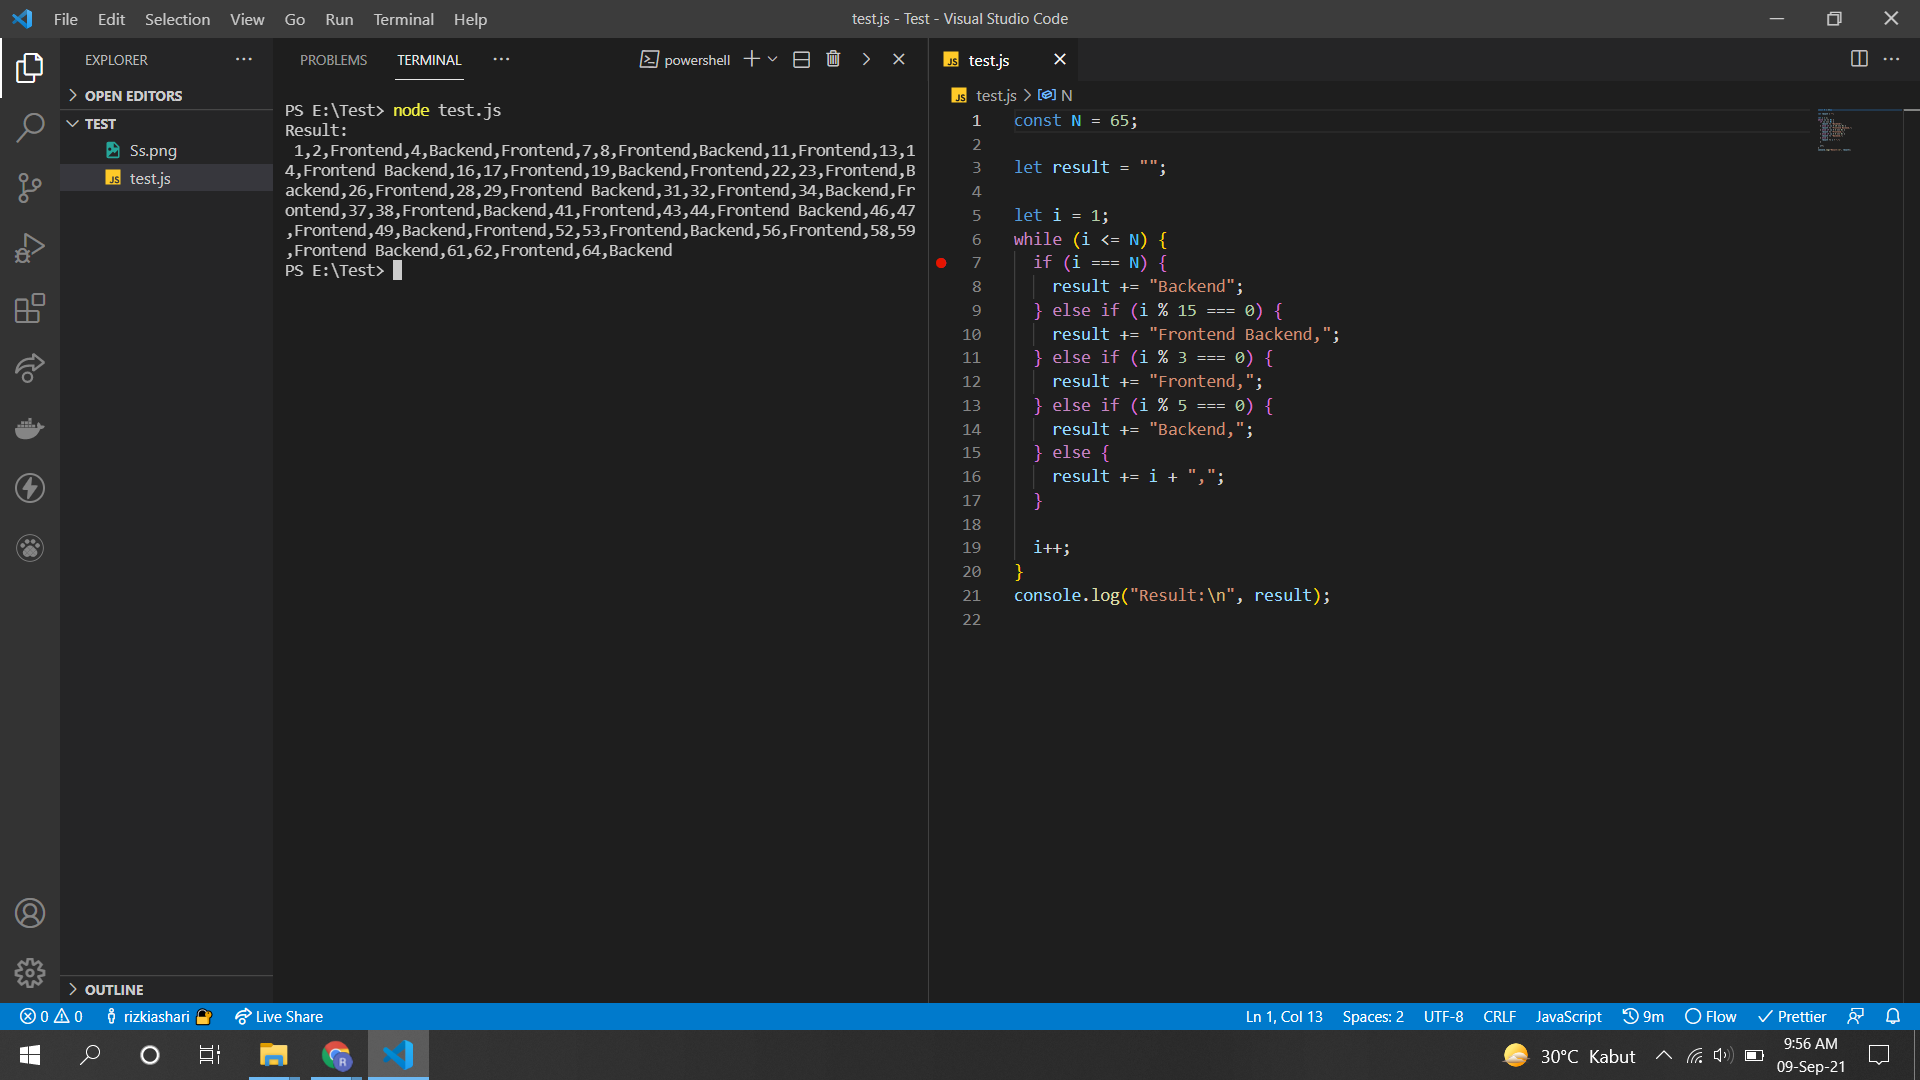 File Edit Selection View Go Run Terminal Help
test.js - Test - Visual Studio Code
EXPLORER
OPEN EDITORS
TEST
Ss.png
JS test.js
OUTLINE
PROBLEMS TERMINAL
powershell
PS E:\Test> node test.js
Result:
 1,2,Frontend,4,Backend,Frontend,7,8,Frontend,Backend,11,Frontend,13,1
4,Frontend Backend,16,17,Frontend,19,Backend,Frontend,22,23,Frontend,B
ackend,26,Frontend,28,29,Frontend Backend,31,32,Frontend,34,Backend,Fr
ontend,37,38,Frontend,Backend,41,Frontend,43,44,Frontend Backend,46,47
,Frontend,49,Backend,Frontend,52,53,Frontend,Backend,56,Frontend,58,59
,Frontend Backend,61,62,Frontend,64,Backend
PS E:\Test>
JS test.js
JS test.js > N
1 const N = 65;
2
3 let result = "";
4
5 let i = 1;
6 while (i <= N) {
7   if (i === N) {
8     result += "Backend";
9   } else if (i % 15 === 0) {
10     result += "Frontend Backend,";
11   } else if (i % 3 === 0) {
12     result += "Frontend,";
13   } else if (i % 5 === 0) {
14     result += "Backend,";
15   } else {
16     result += i + ",";
17   }
18
19   i++;
20 }
21 console.log("Result:\n", result);
22
0 0 rizkiashari Live Share
Ln 1, Col 13 Spaces: 2 UTF-8 CRLF JavaScript 9m Flow Prettier
R
30°C Kabut
9:56 AM
09-Sep-21